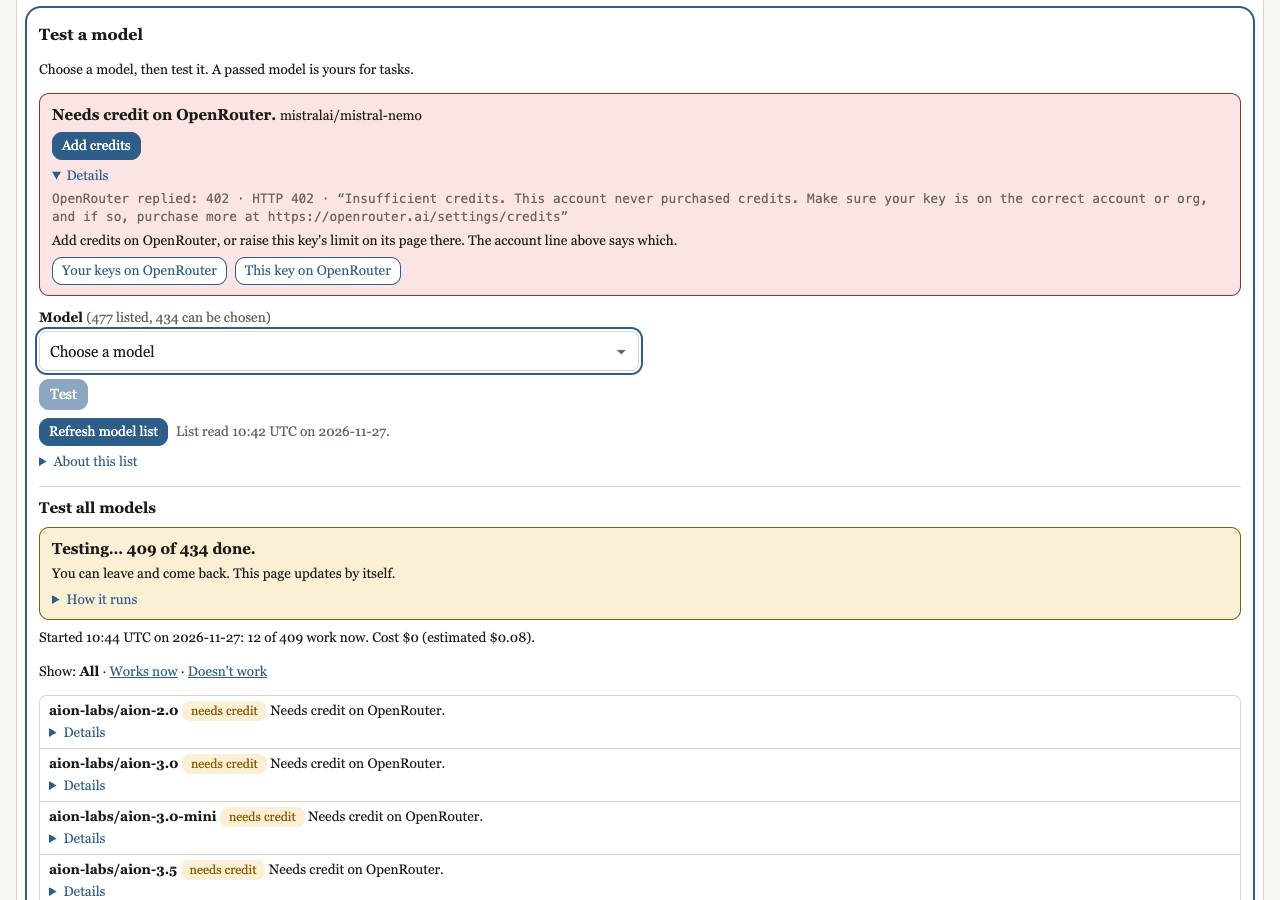 Test a model
Choose a model, then test it. A passed model is yours for tasks.
Needs credit on OpenRouter. mistralai/mistral-nemo
Add credits
▼ Details
OpenRouter replied: 402 · HTTP 402 · “Insufficient credits. This account never purchased credits. Make sure your key is on the correct account or org,
and if so, purchase more at https://openrouter.ai/settings/credits”
Add credits on OpenRouter, or raise this key's limit on its page there. The account line above says which.
Your keys on OpenRouter This key on OpenRouter
Model (477 listed, 434 can be chosen)
Choose a model
Test
Refresh model list List read 10:42 UTC on 2026-11-27.
▶ About this list
Test all models
Testing... 409 of 434 done.
You can leave and come back. This page updates by itself.
▶ How it runs
Started 10:44 UTC on 2026-11-27: 12 of 409 work now. Cost $0 (estimated $0.08).
Show: All · Works now · Doesn't work
aion-labs/aion-2.0 needs credit Needs credit on OpenRouter.
▶ Details
aion-labs/aion-3.0 needs credit Needs credit on OpenRouter.
▶ Details
aion-labs/aion-3.0-mini needs credit Needs credit on OpenRouter.
▶ Details
aion-labs/aion-3.5 needs credit Needs credit on OpenRouter.
▶ Details